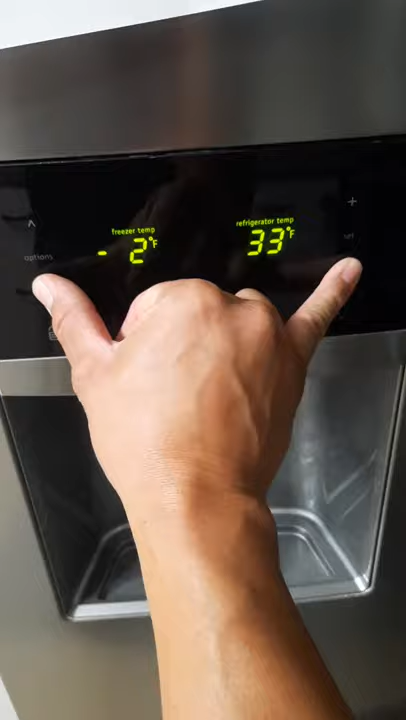 freezer temp
- 2°F
refrigerator temp
33°F
+
options